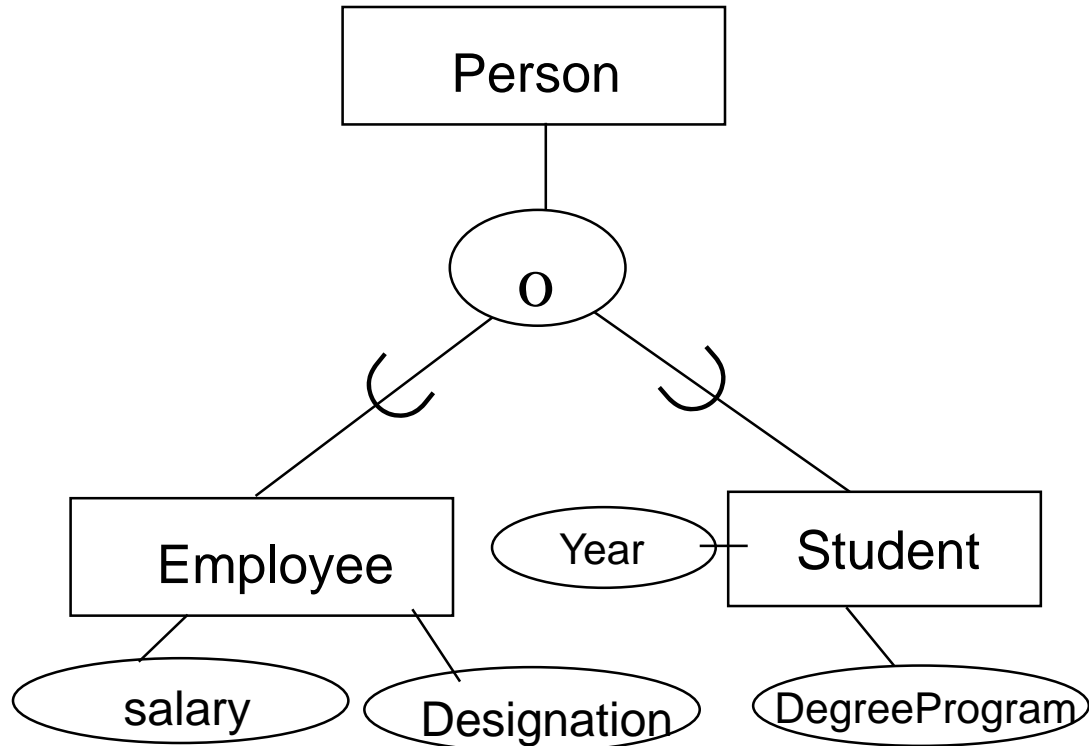 Person
o
Employee
Year
Student
salary
Designation
DegreeProgram